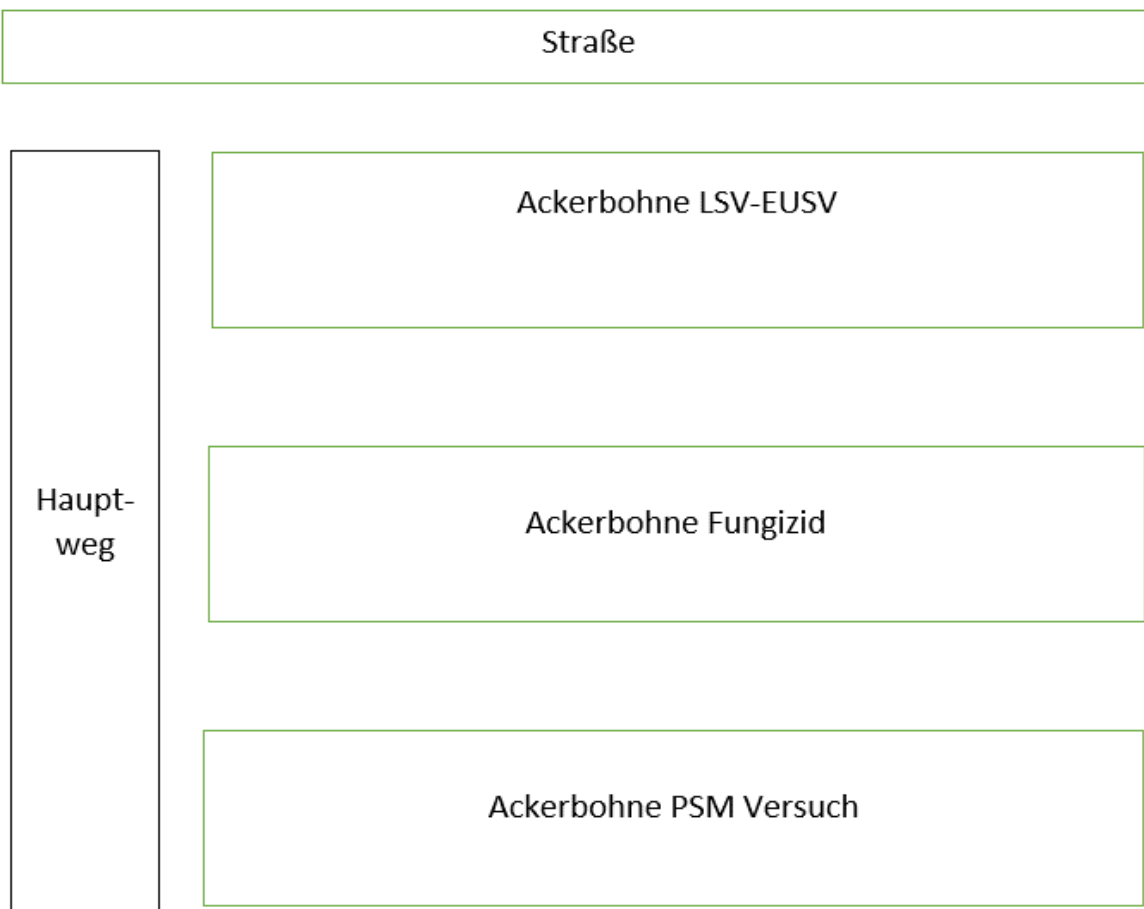 Straße
Ackerbohne LSV-EUSV
Haupt-
weg
Ackerbohne Fungizid
Ackerbohne PSM Versuch